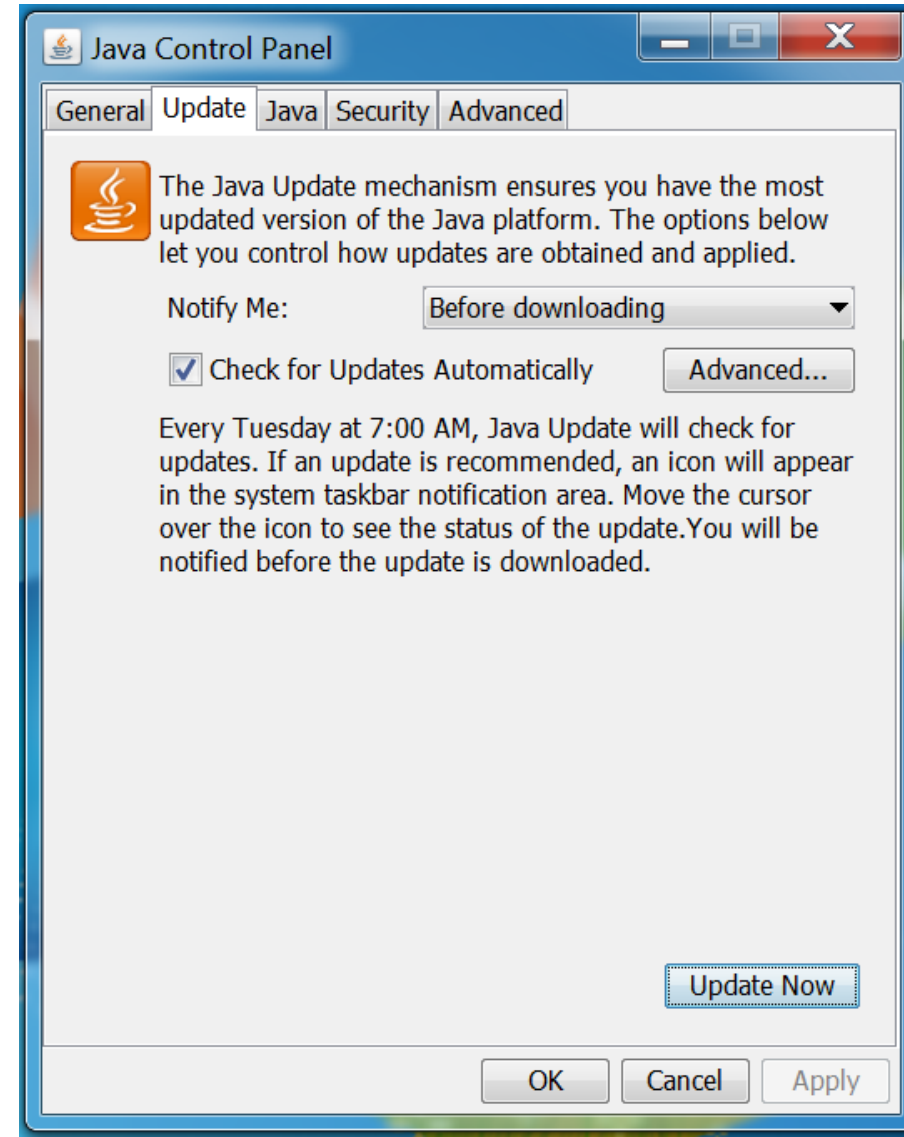 Java Control Panel
General Update Java Security Advanced
The Java Update mechanism ensures you have the most
updated version of the Java platform. The options below
let you control how updates are obtained and applied.
Notify Me: Before downloading
Check for Updates Automatically Advanced...
Every Tuesday at 7:00 AM, Java Update will check for
updates. If an update is recommended, an icon will appear
in the system taskbar notification area. Move the cursor
over the icon to see the status of the update.You will be
notified before the update is downloaded.
Update Now
OK Cancel Apply